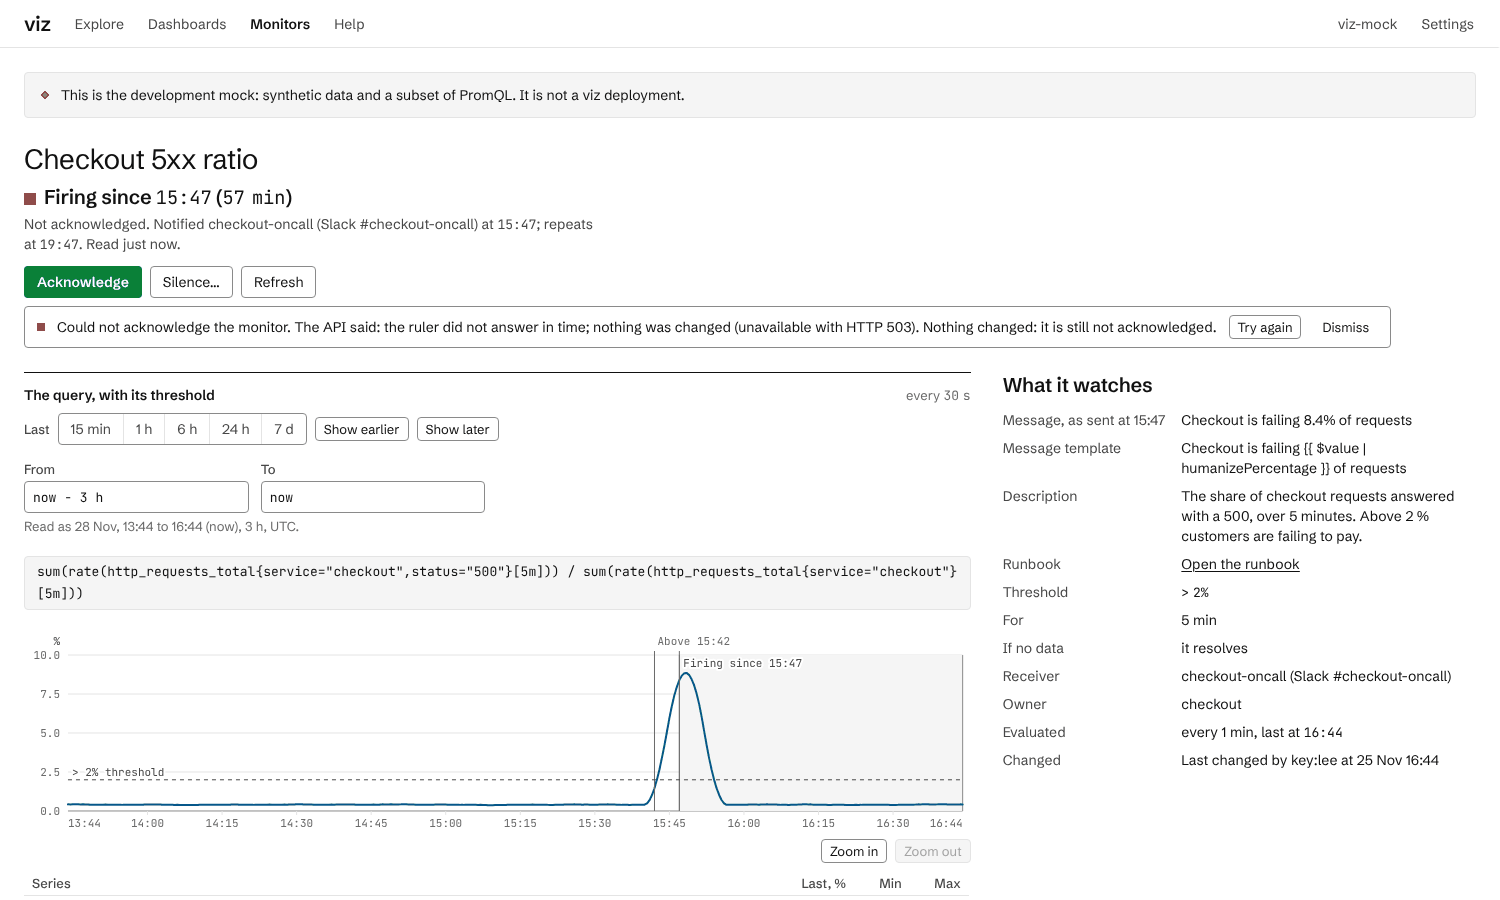 viz Explore Dashboards Monitors Help viz-mock Settings
This is the development mock: synthetic data and a subset of PromQL. It is not a viz deployment.
Checkout 5xx ratio
Firing since 15:47 (57 min)
Not acknowledged. Notified checkout-oncall (Slack #checkout-oncall) at 15:47; repeats
at 19:47. Read just now.
Acknowledge Silence... Refresh
Could not acknowledge the monitor. The API said: the ruler did not answer in time; nothing was changed (unavailable with HTTP 503). Nothing changed: it is still not acknowledged. Try again Dismiss
The query, with its threshold every 30 s
Last 15 min 1 h 6 h 24 h 7 d Show earlier Show later
From To
now - 3 h now
Read as 28 Nov, 13:44 to 16:44 (now), 3 h, UTC.
sum(rate(http_requests_total{service="checkout",status="500"}[5m])) / sum(rate(http_requests_total{service="checkout"}
[5m]))
% Above 15:42
10.0 Firing since 15:47
7.5
5.0
2.5 > 2% threshold
0.0
13:44 14:00 14:15 14:30 14:45 15:00 15:15 15:30 15:45 16:00 16:15 16:30 16:44
Zoom in Zoom out
Series Last, % Min Max
What it watches
Message, as sent at 15:47 Checkout is failing 8.4% of requests
Message template Checkout is failing {{ $value |
humanizePercentage }} of requests
Description The share of checkout requests answered
with a 500, over 5 minutes. Above 2 %
customers are failing to pay.
Runbook Open the runbook
Threshold > 2%
For 5 min
If no data it resolves
Receiver checkout-oncall (Slack #checkout-oncall)
Owner checkout
Evaluated every 1 min, last at 16:44
Changed Last changed by key:lee at 25 Nov 16:44